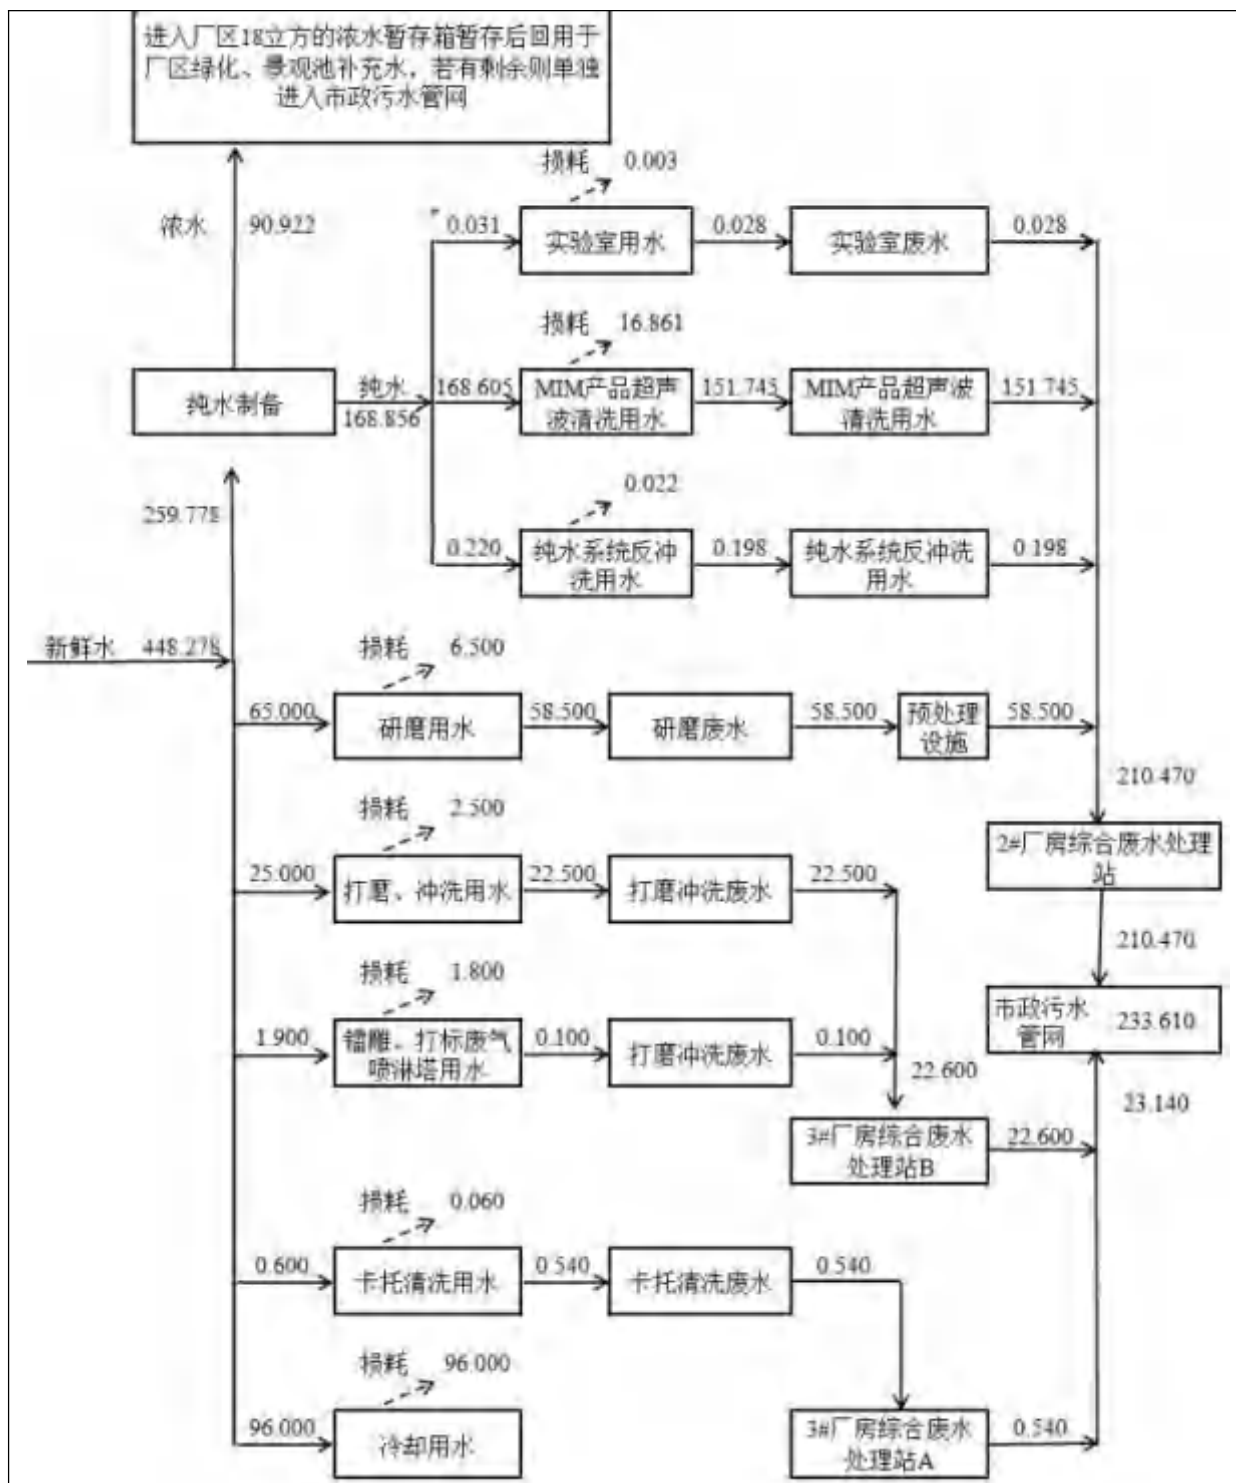 进入厂区18立方的浓水暂存箱暂存后回用于
厂区绿化、景观池补充水，若有剩余则单独
进入市政污水管网
损耗 0.003
浓水 90.922
0.031
实验室用水
0.028
实验室废水
0.028
损耗 16.861
纯水制备
纯水
168.856
168.605
MIM产品超声
波清洗用水
151.745
MIM产品超声波
清洗用水
151.745
0.022
259.778
0.220
纯水系统反冲
洗用水
0.198
纯水系统反冲洗
用水
0.198
新鲜水 448.278
损耗 6.500
65.000
研磨用水
58.500
研磨废水
58.500
预处理
设施
58.500
210.470
损耗 2.500
2#厂房综合废水处理
站
25.000
打磨、冲洗用水
22.500
打磨冲洗废水
22.500
210.470
损耗 1.800
市政污水
管网
233.610
1.900
镭雕、打标废气
喷淋塔用水
0.100
打磨冲洗废水
0.100
22.600
23.140
3#厂房综合废水
处理站B
22.600
损耗 0.060
0.600
卡托清洗用水
0.540
卡托清洗废水
0.540
损耗 96.000
96.000
冷却用水
3#厂房综合废水
处理站A
0.540